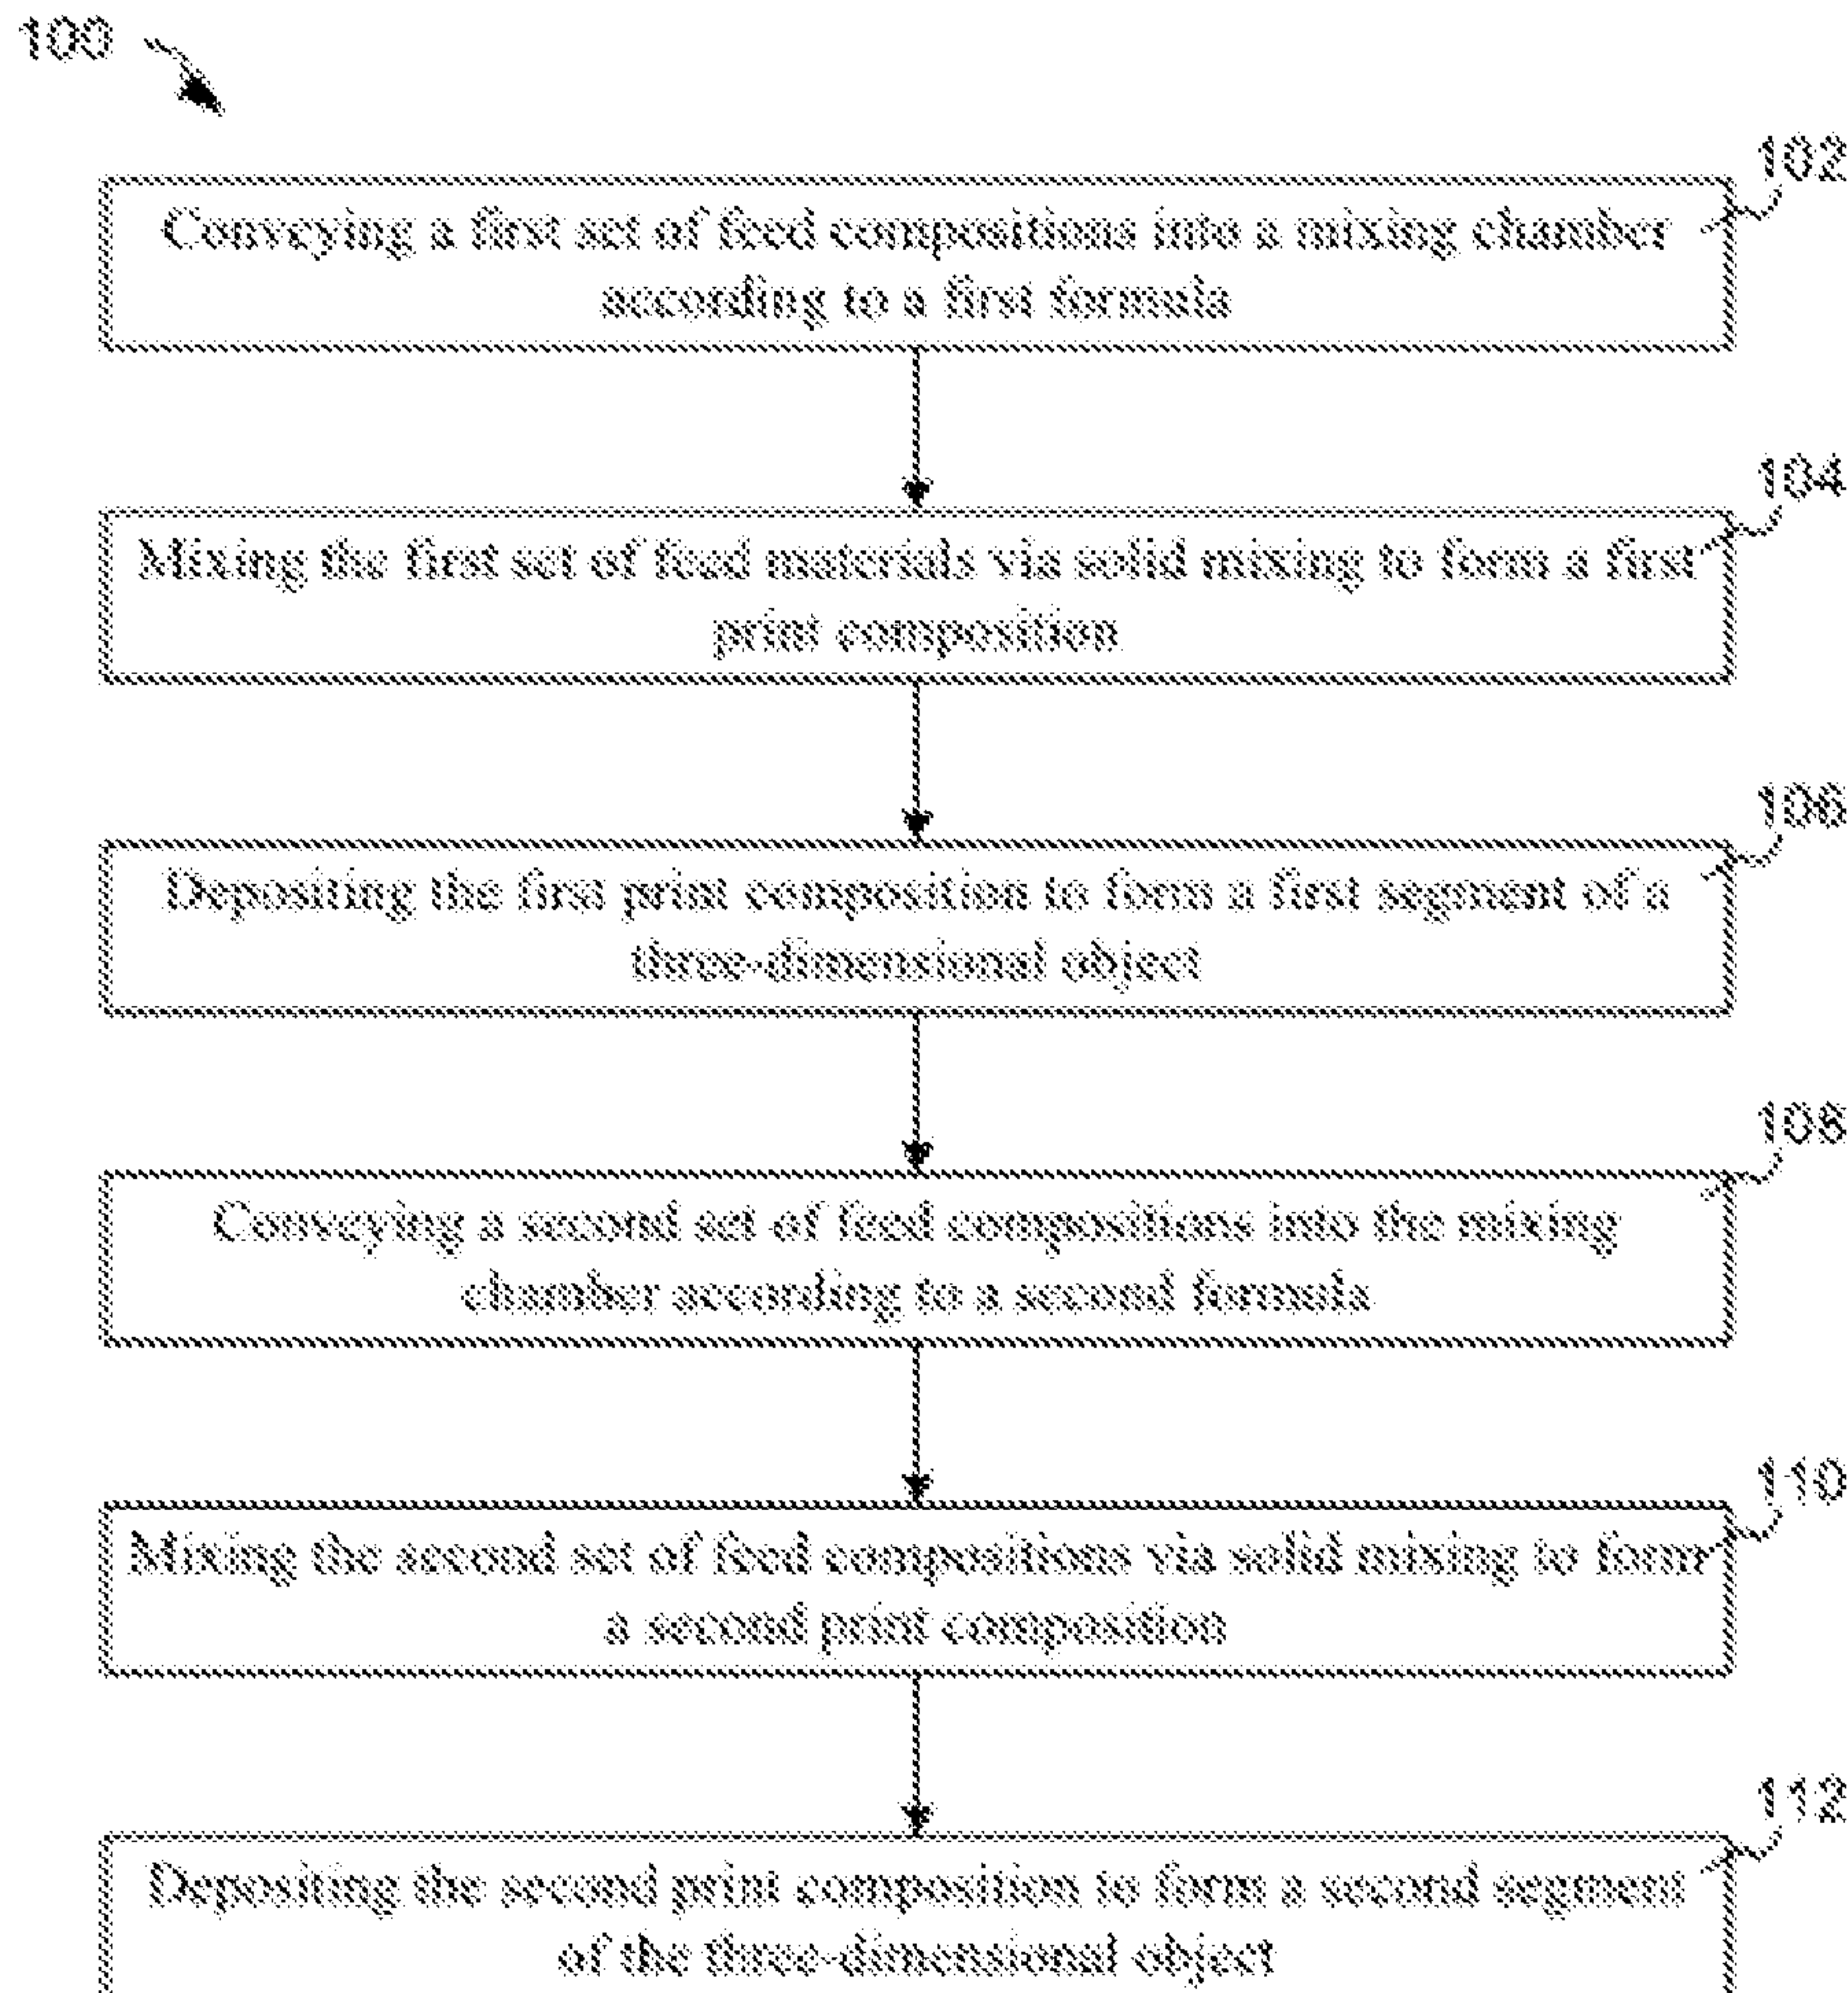 100
102
Conveying a first set of feed compositions into a mixing chamber
according to a first formula
104
Mixing the first set of feed materials via solid mixing to form a first
print composition
106
Depositing the first print composition to form a first segment of a
three-dimensional object
108
Conveying a second set of feed compositions into the mixing
chamber according to a second formula
110
Mixing the second set of feed compositions via solid mixing to form
a second print composition
112
Depositing the second print composition to form a second segment
of the three-dimensional object